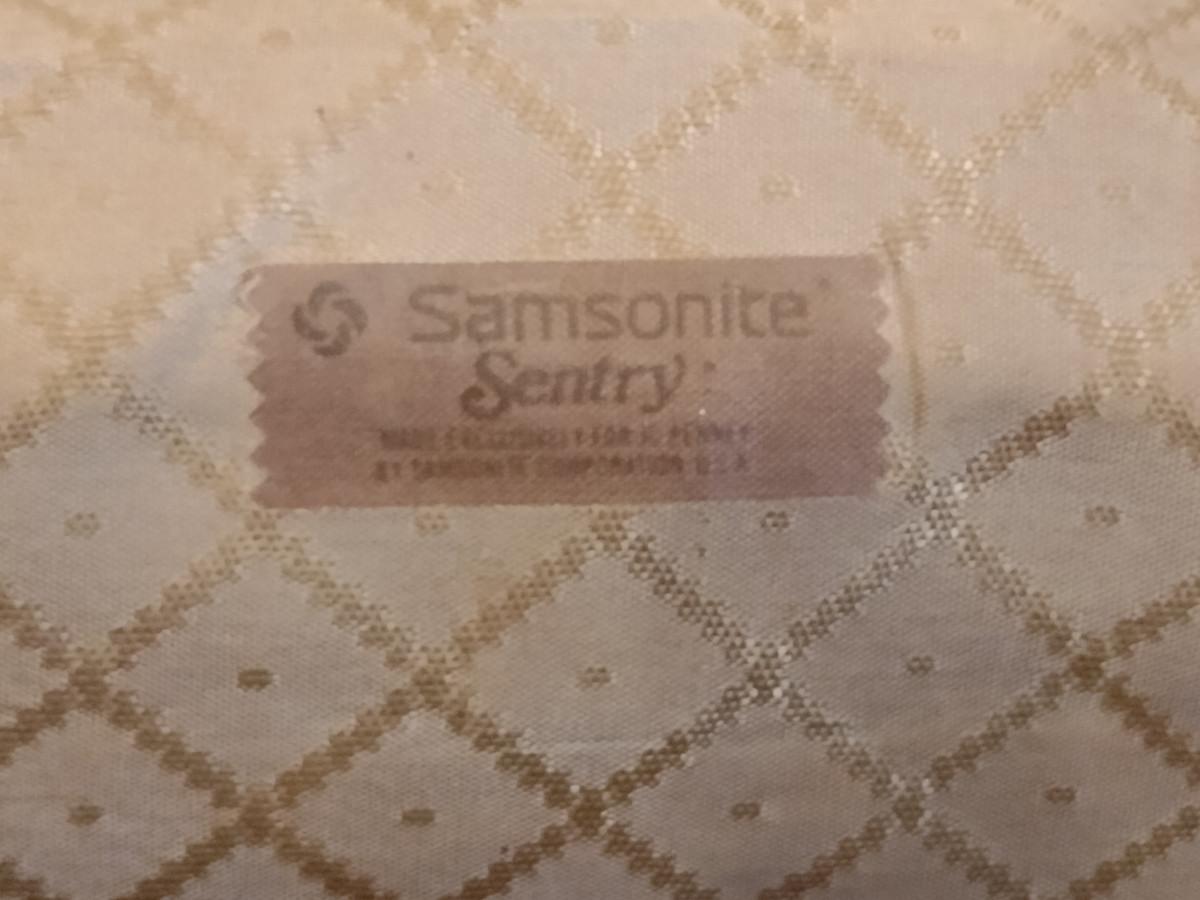 Samsonite®
Sentry
MADE EXCLUSIVELY FOR JC PENNEY
BY SAMSONITE CORPORATION U.S.A.